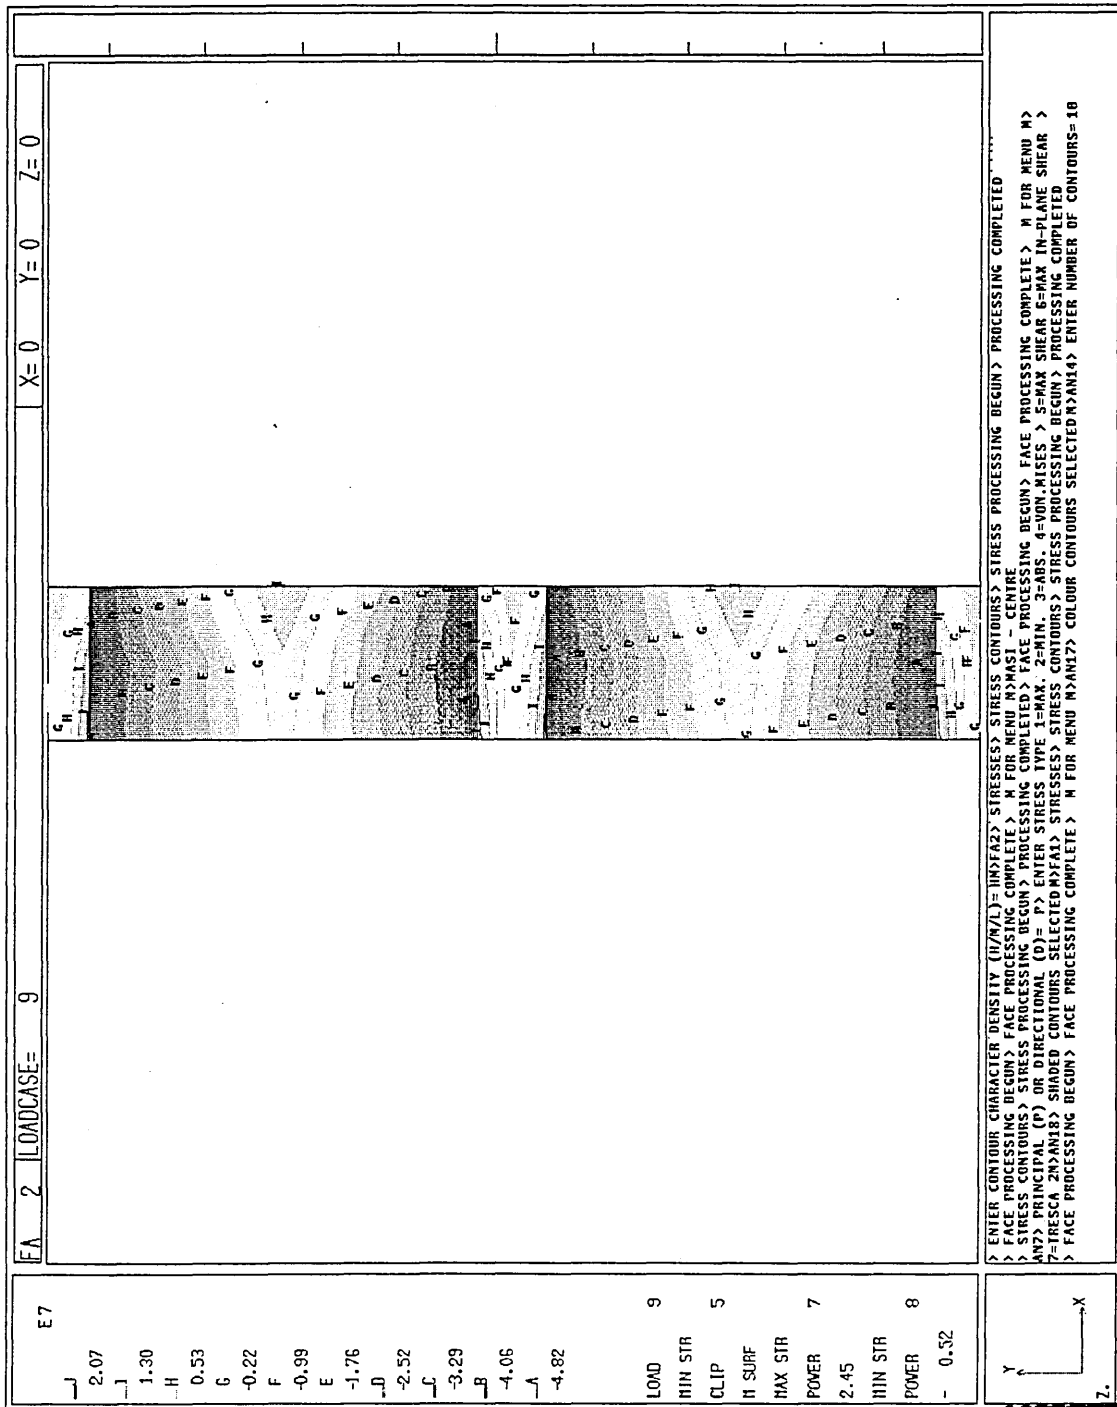 FA 2 LOADCASE= 9
X= 0 Y= 0 Z= 0
E7
J
2.07
I
1.30
H
0.53
G
-0.22
F
-0.99
E
-1.76
D
-2.52
C
-3.29
B
-4.06
A
-4.82
LOAD 9
MIN STR
CLIP 5
M SURF
MAX STR
POWER 7
2.45
MIN STR
POWER 8
- 0.52
> ENTER CONTOUR CHARACTER DENSITY (H/M/L)= HM>FA2> STRESSES> STRESS CONTOURS> STRESS PROCESSING BEGUN> PROCESSING COMPLETED
> FACE PROCESSING BEGUN> FACE PROCESSING COMPLETE> M FOR MENU M>MASI - CENTRE
> STRESS CONTOURS> STRESS PROCESSING BEGUN> PROCESSING COMPLETED> FACE PROCESSING BEGUN> FACE PROCESSING COMPLETE> M FOR MENU M>
AN7> PRINCIPAL (P) OR DIRECTIONAL (D)= P> ENTER STRESS TYPE 1=MAX. 2=MIN. 3=ABS. 4=VON.MISES > 5=MAX SHEAR 6=MAX IN-PLANE SHEAR >
7=TRESCA 2M>AN18> SHADED CONTOURS SELECTEDM>FA1> STRESSES> STRESS CONTOURS> STRESS PROCESSING BEGUN> PROCESSING COMPLETED
> FACE PROCESSING BEGUN> FACE PROCESSING COMPLETE> M FOR MENU M>AN17> COLOUR CONTOURS SELECTEDM>AN14> ENTER NUMBER OF CONTOURS= 10
Y
X
Z.